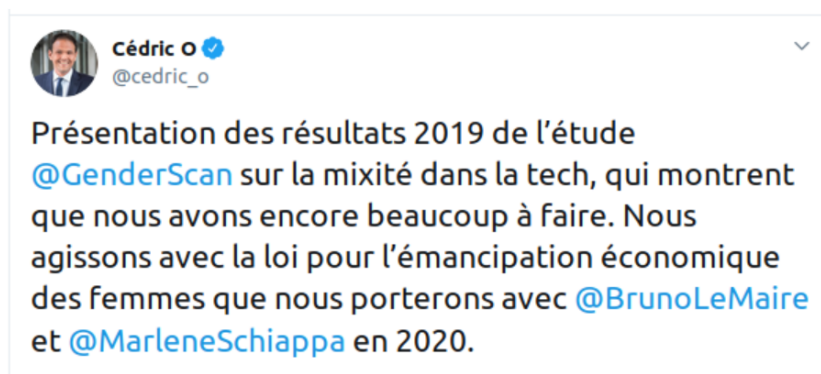 Cédric O
@cedric_o
Présentation des résultats 2019 de l’étude
@GenderScan sur la mixité dans la tech, qui montrent
que nous avons encore beaucoup à faire. Nous
agissons avec la loi pour l’émancipation économique
des femmes que nous porterons avec @BrunoLeMaire
et @MarleneSchiappa en 2020.